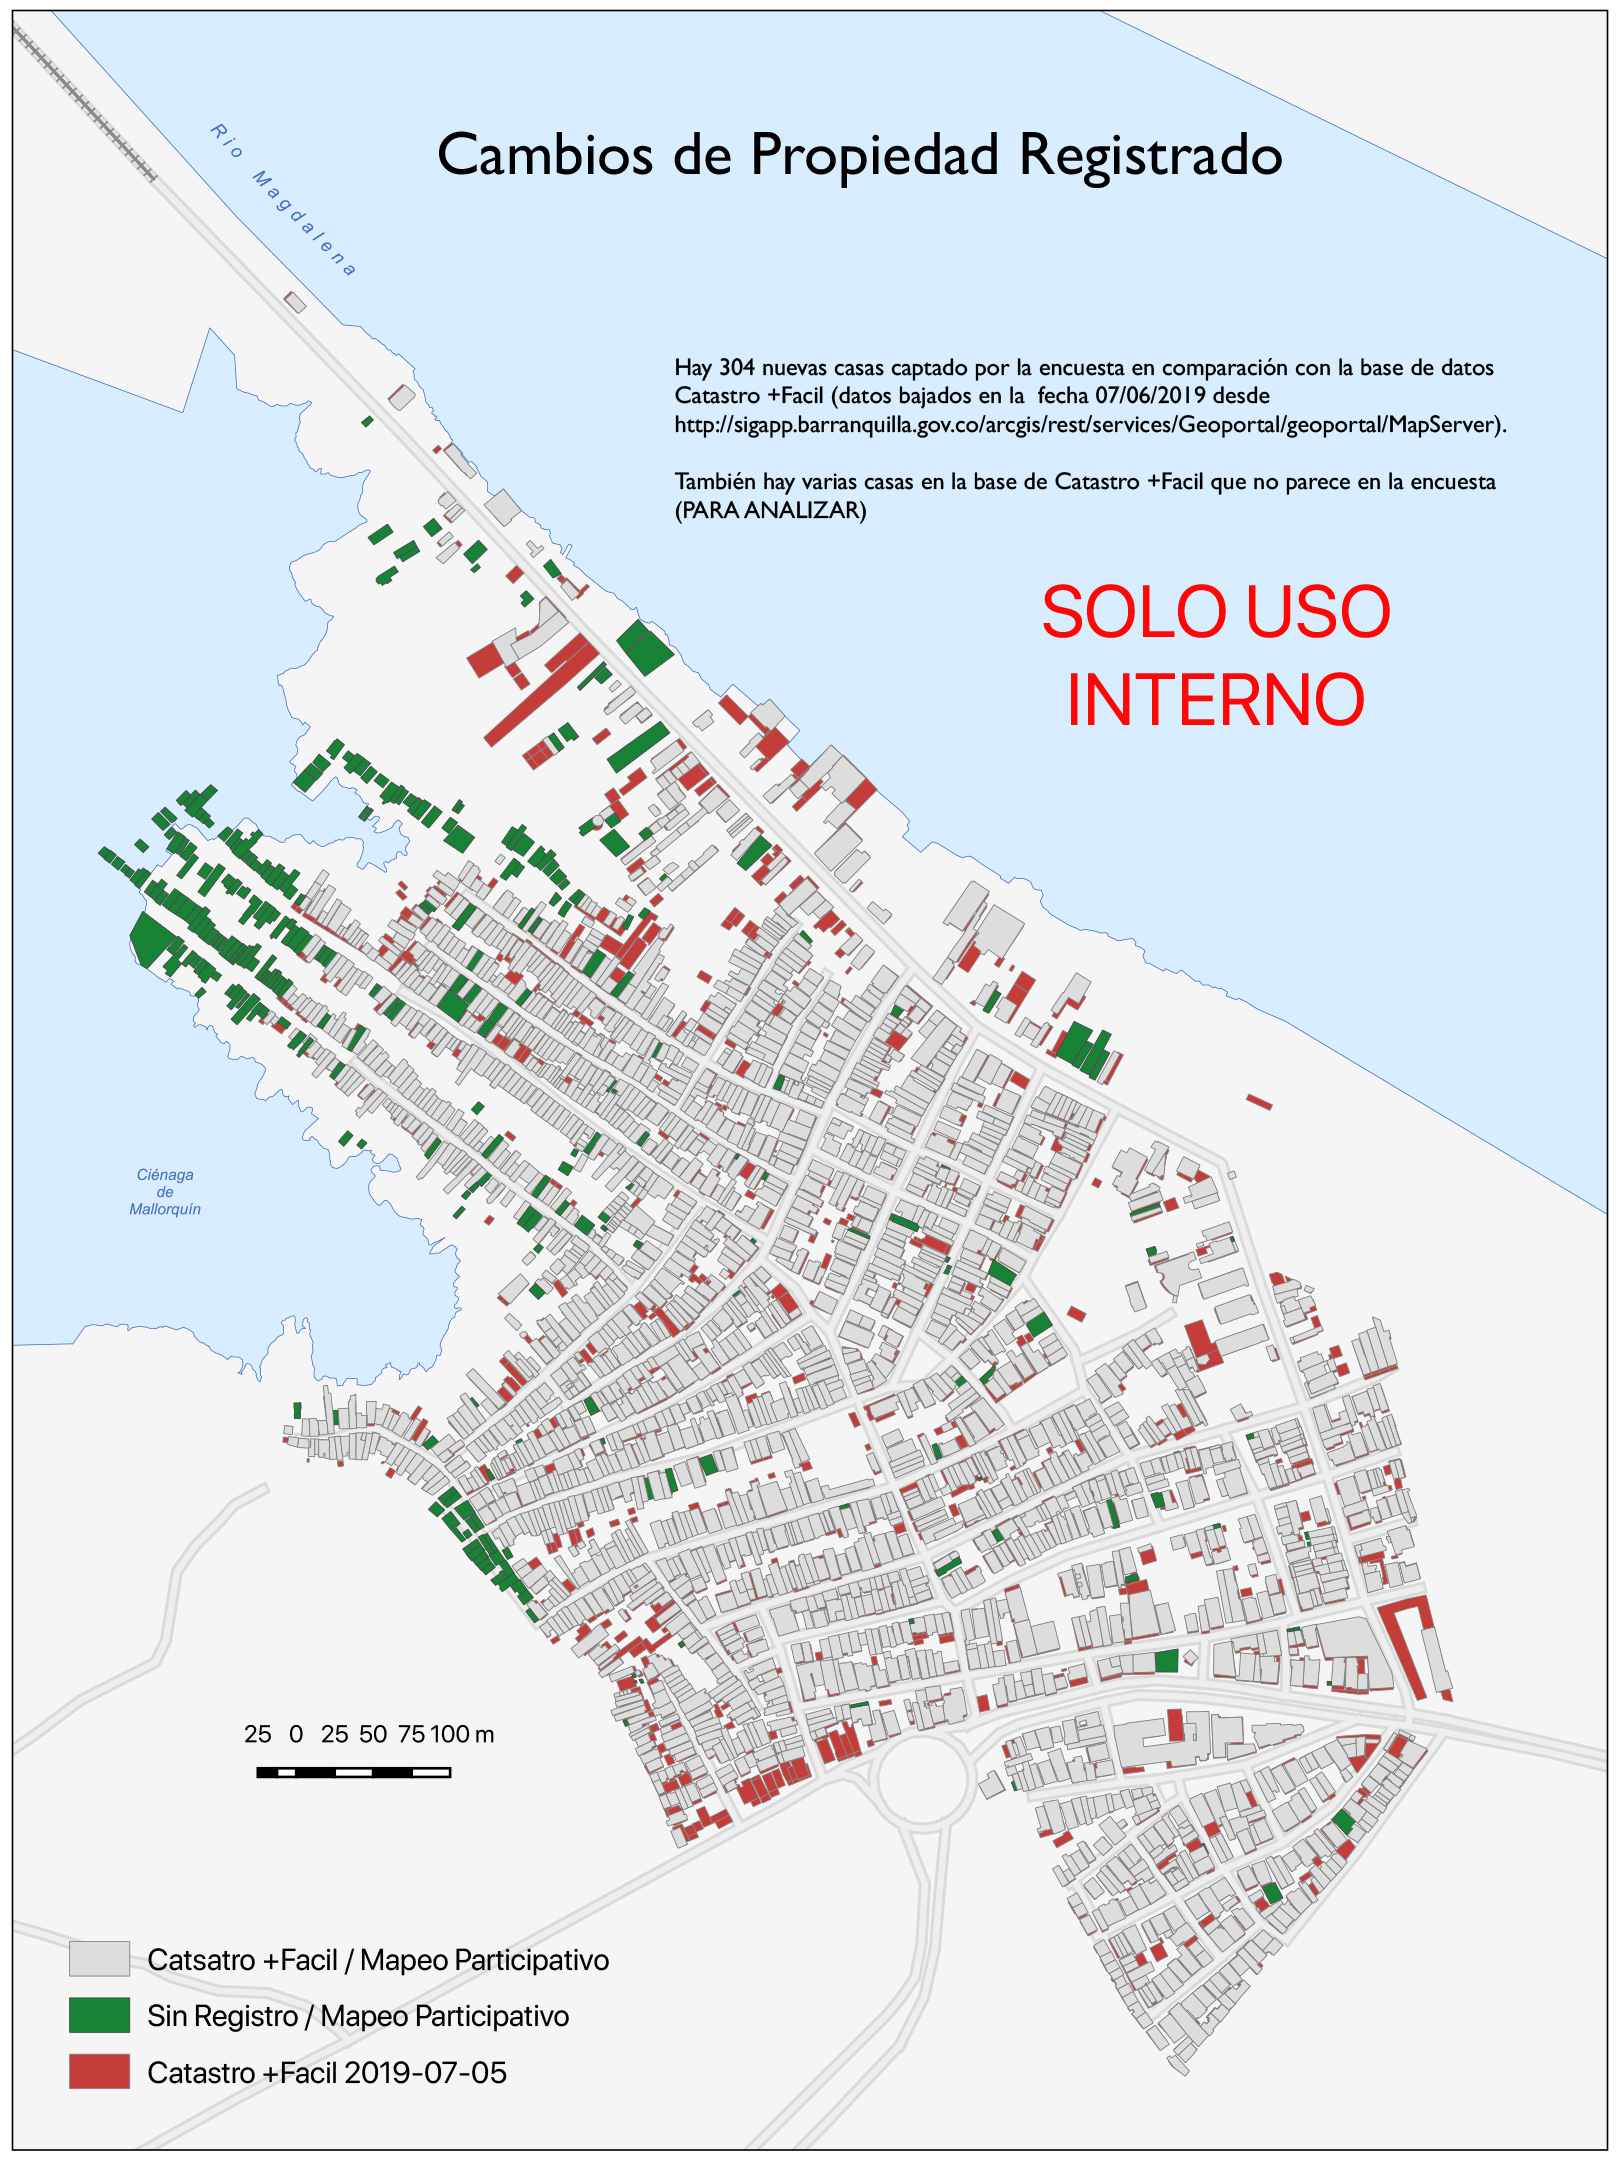 Rio Magdalena
Cambios de Propiedad Registrado
Hay 304 nuevas casas captado por la encuesta en comparación con la base de datos
Catastro +Facil (datos bajados en la fecha 07/06/2019 desde
http://sigapp.barranquilla.gov.co/arcgis/rest/services/Geoportal/geoportal/MapServer).
También hay varias casas en la base de Catastro +Facil que no parece en la encuesta
(PARA ANALIZAR)
SOLO USO
INTERNO
Ciénaga
de
Mallorquín
25 0 25 50 75 100 m
Catsatro +Facil / Mapeo Participativo
Sin Registro / Mapeo Participativo
Catastro +Facil 2019-07-05